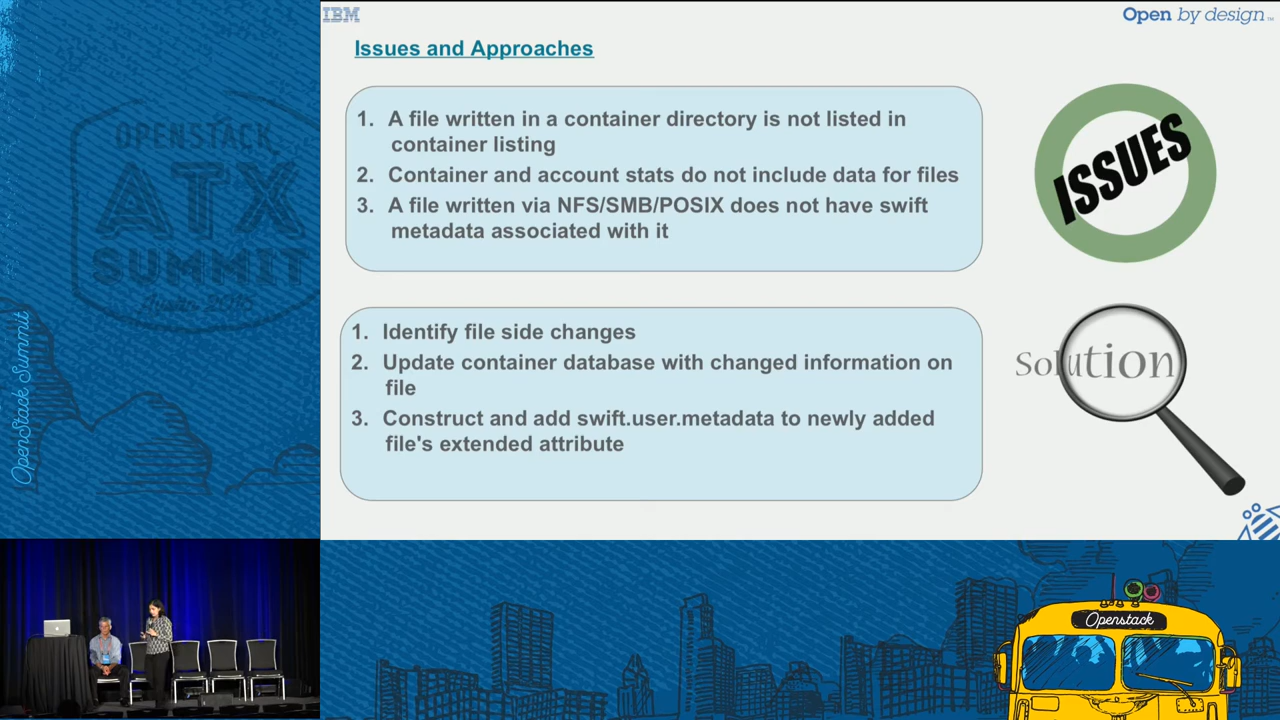 IBM
Open by design™
Issues and Approaches
1. A file written in a container directory is not listed in
container listing
2. Container and account stats do not include data for files
3. A file written via NFS/SMB/POSIX does not have swift
metadata associated with it
ISSUES
1. Identify file side changes
2. Update container database with changed information on
file
3. Construct and add swift.user.metadata to newly added
file's extended attribute
Solution
OPENSTACK
ATX
SUMMIT
Austin 2016
OpenStack Summit
Openstack